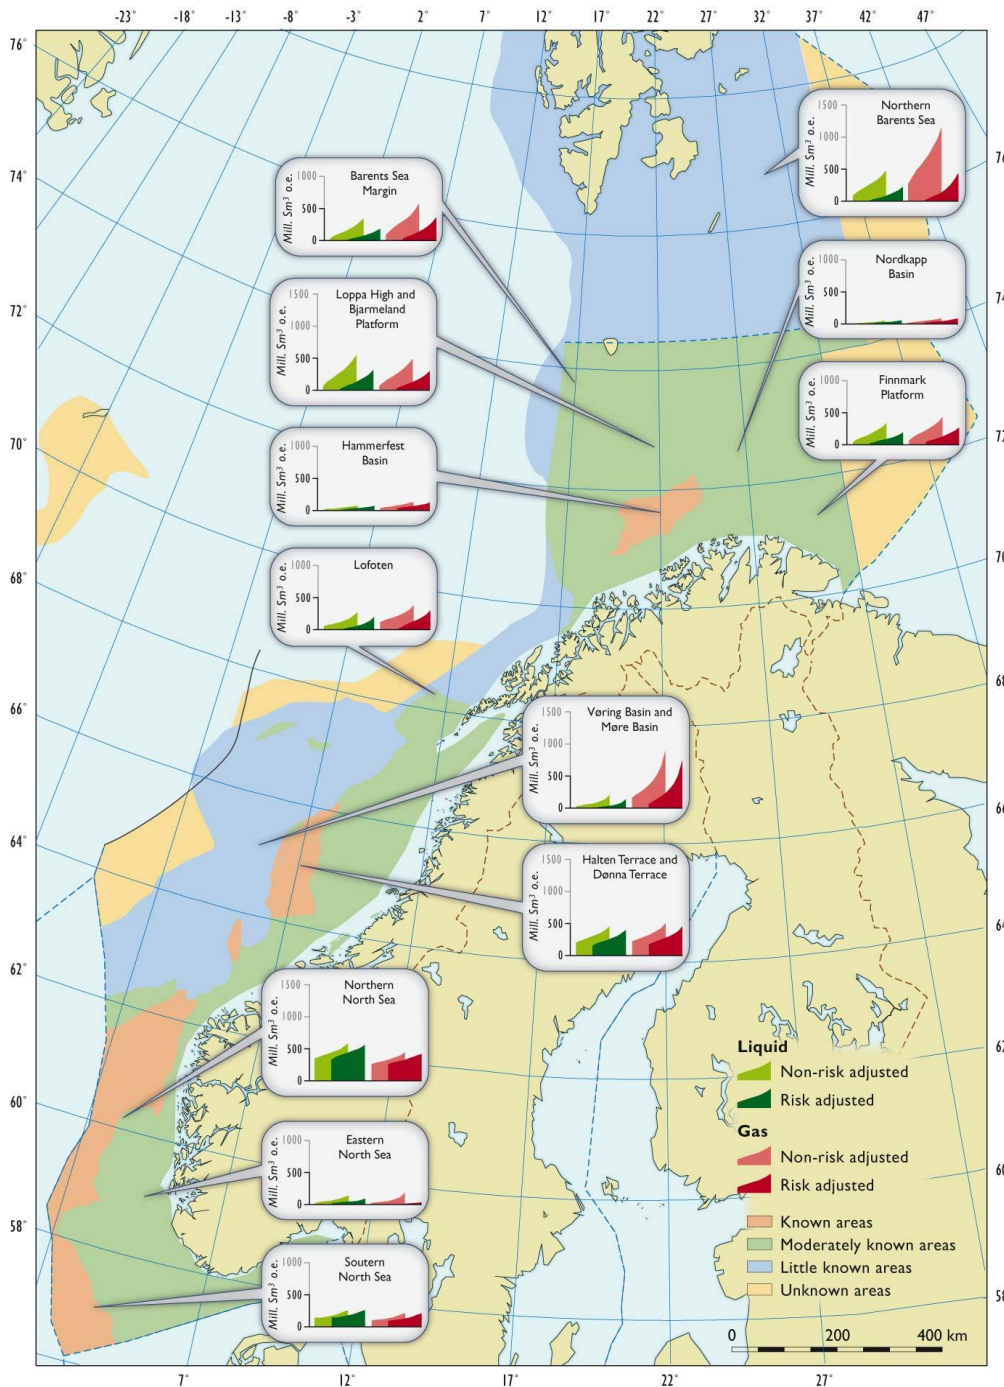 -23° -18° -13° -8° -3° 2° 7° 12° 17° 22° 27° 32° 37° 42° 47°
76°
74°
72°
70°
68°
66°
64°
62°
60°
58°
Northern
Barents Sea
Mill. Sm³ o.e.
1500
1000
500
0
Barents Sea
Margin
Mill. Sm³ o.e.
1000
500
0
Nordkapp
Basin
Mill. Sm³ o.e.
1000
500
0
Loppa High and
Bjarmeland
Platform
Mill. Sm³ o.e.
1500
1000
500
0
Finnmark
Platform
Mill. Sm³ o.e.
1000
500
0
Hammerfest
Basin
Mill. Sm³ o.e.
1000
500
0
Lofoten
Mill. Sm³ o.e.
1000
500
0
Vøring Basin and
Møre Basin
Mill. Sm³ o.e.
1500
1000
500
0
Halten Terrace and
Dønna Terrace
Mill. Sm³ o.e.
1500
1000
500
0
Northern
North Sea
Mill. Sm³ o.e.
1500
1000
500
0
Eastern
North Sea
Mill. Sm³ o.e.
1000
500
0
Soutern
North Sea
Mill. Sm³ o.e.
1000
500
0
74°
70°
60°
Liquid
Non-risk adjusted
Risk adjusted
Gas
Non-risk adjusted
Risk adjusted
Known areas
Moderately known areas
Little known areas
Unknown areas
0 200 400 km
7° 12° 17° 22° 27°